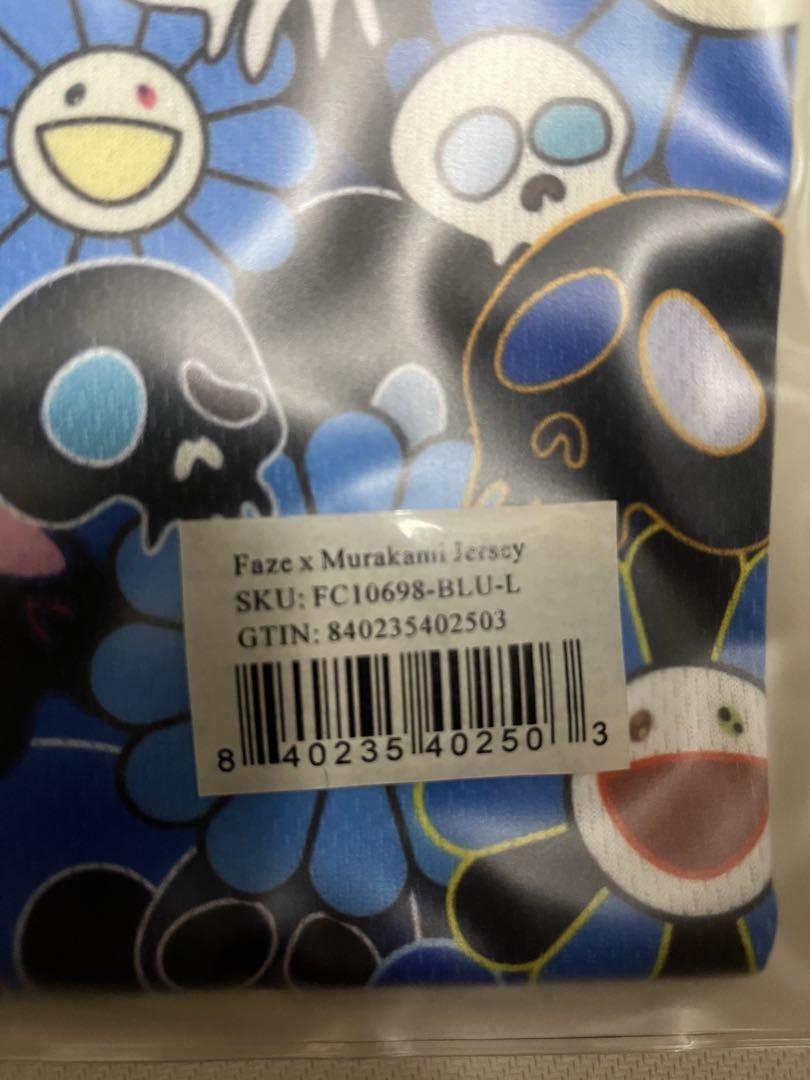 Faze x Murakami Jersey
SKU: FC10698-BLU-L
GTIN: 840235402503
8 40235 40250 3